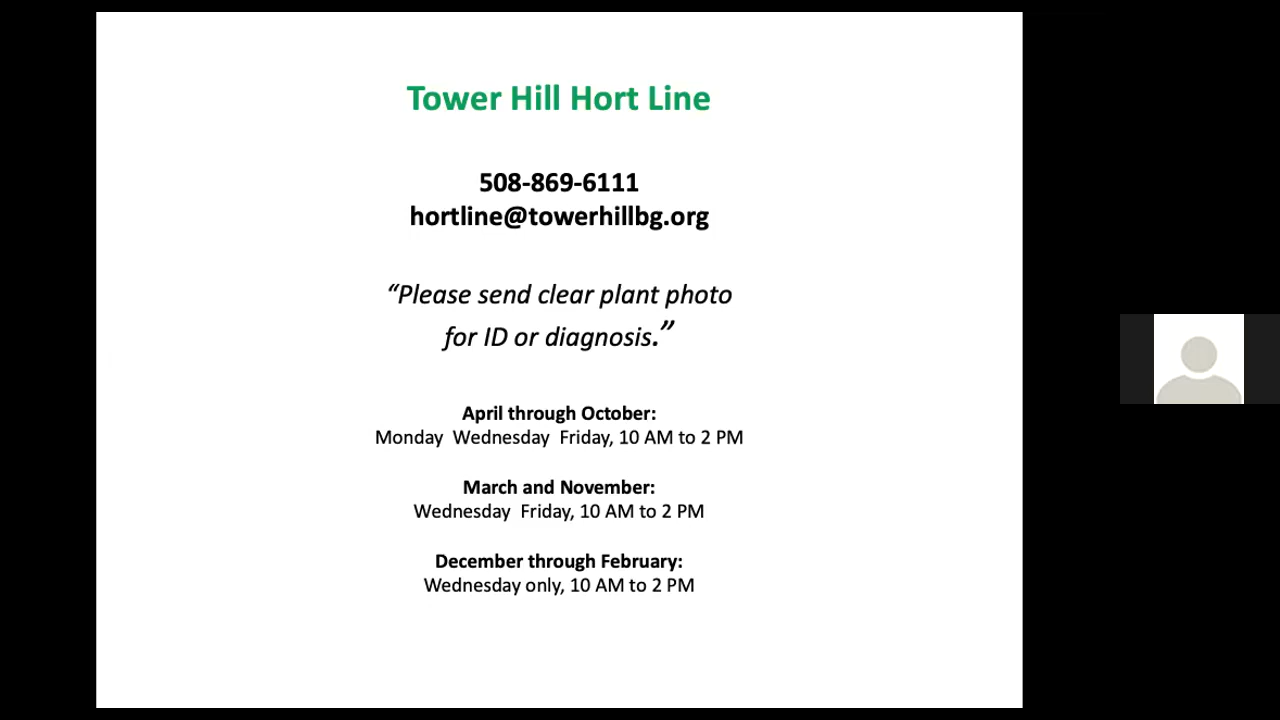 Tower Hill Hort Line
508-869-6111
hortline@towerhillbg.org
“Please send clear plant photo
for ID or diagnosis.”
April through October:
Monday  Wednesday  Friday, 10 AM to 2 PM
March and November:
Wednesday  Friday, 10 AM to 2 PM
December through February:
Wednesday only, 10 AM to 2 PM